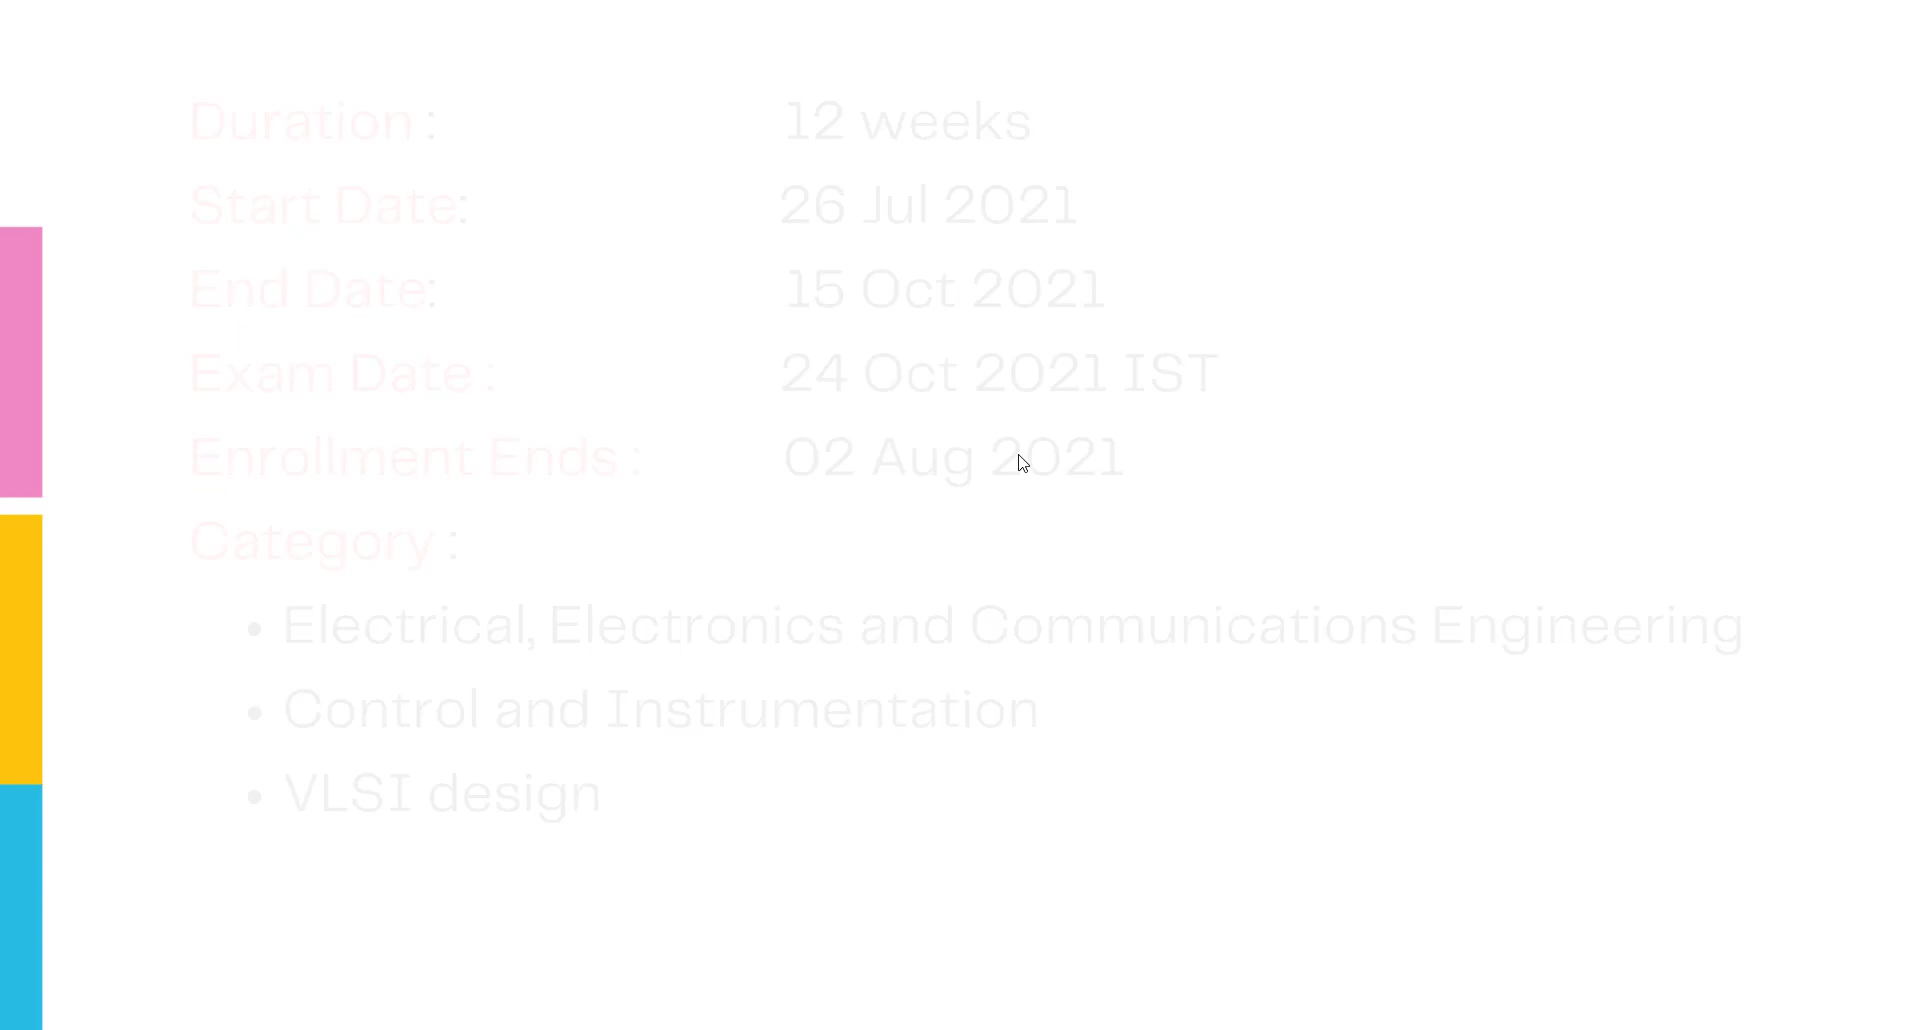 Duration : 12 weeks
Start Date: 26 Jul 2021
End Date: 15 Oct 2021
Exam Date : 24 Oct 2021 IST
Enrollment Ends : 02 Aug 2021
Category :
• Electrical, Electronics and Communications Engineering
• Control and Instrumentation
• VLSI design